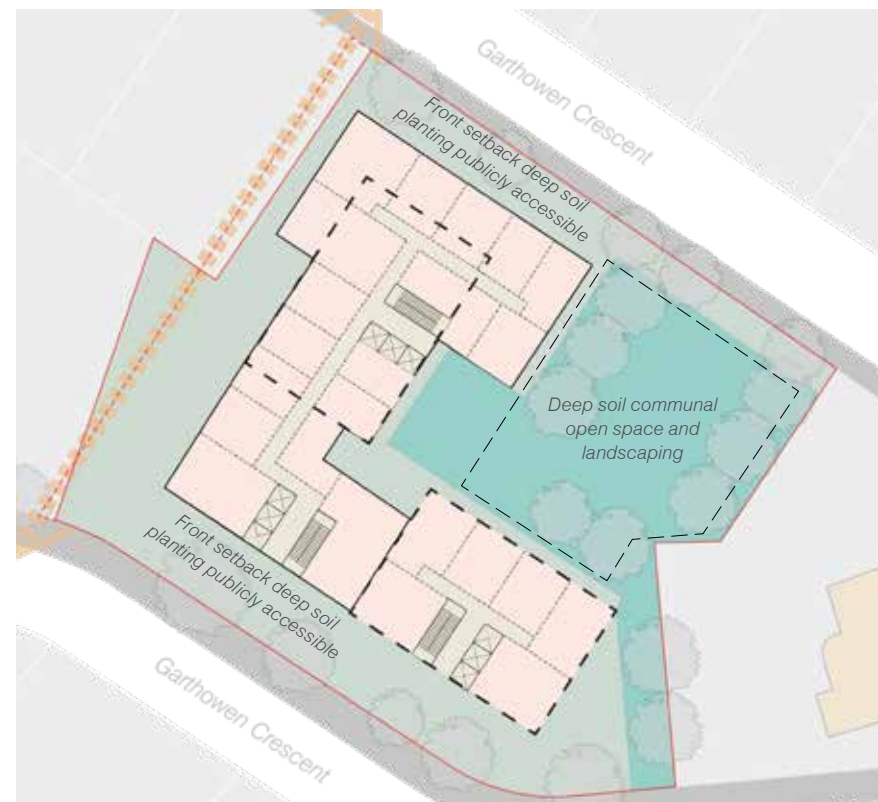 Garthowen Crescent
Front setback deep soil
planting publicly accessible
Deep soil communal
open space and
landscaping
Front setback deep soil
planting publicly accessible
Garthowen Crescent